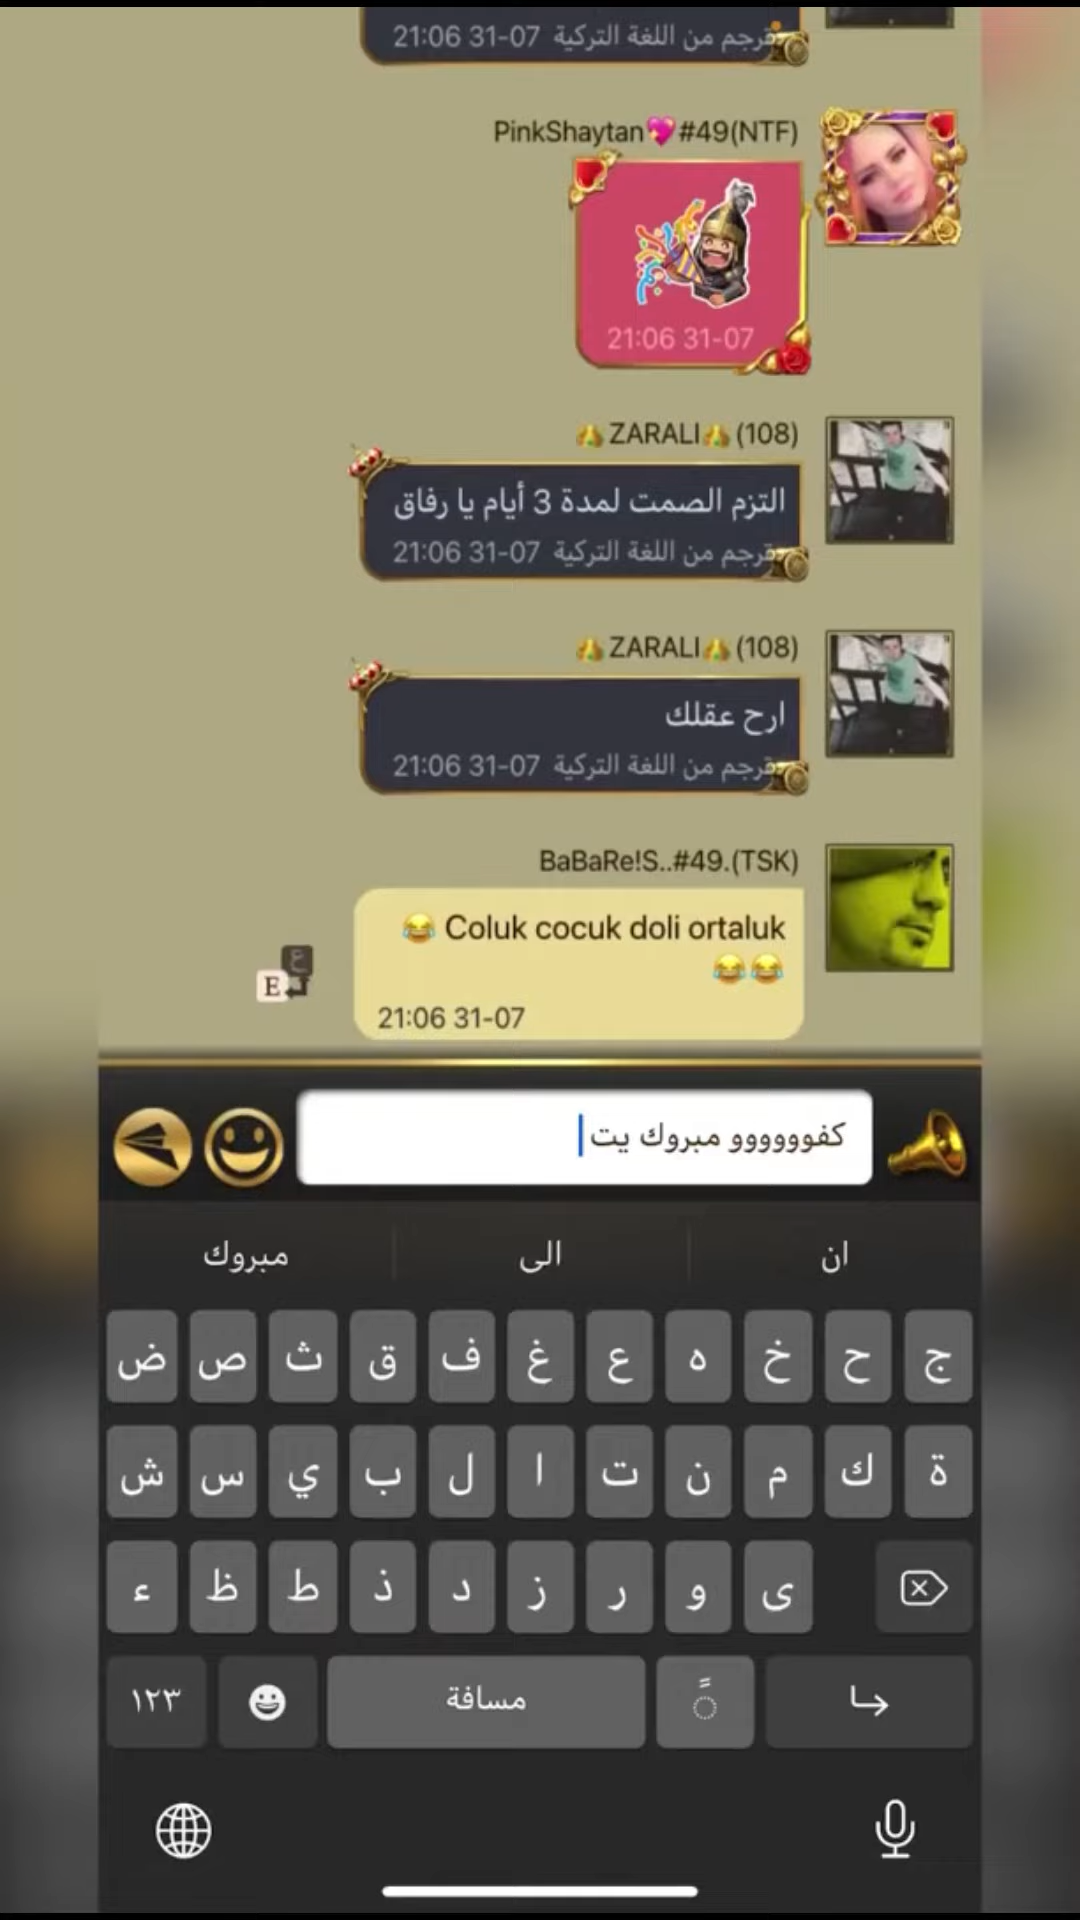 مترجم من اللغة التركية 31-07 21:06
PinkShaytan💖#49(NTF)
31-07 21:06
ZARALI (108)
التزم الصمت لمدة 3 أيام يا رفاق
مترجم من اللغة التركية 31-07 21:06
ZARALI (108)
ارح عقلك
مترجم من اللغة التركية 31-07 21:06
BaBaRe!S..#49.(TSK)
Coluk cocuk doli ortaluk 😂
😂😂
31-07 21:06
ع
E
كفوووووو مبروك يت
ان الى مبروك
ض ص ث ق ف غ ع ه خ ح ج
ش س ي ب ل ا ت ن م ك ة
ء ظ ط ذ د ز ر و ى
١٢٣ مسافة